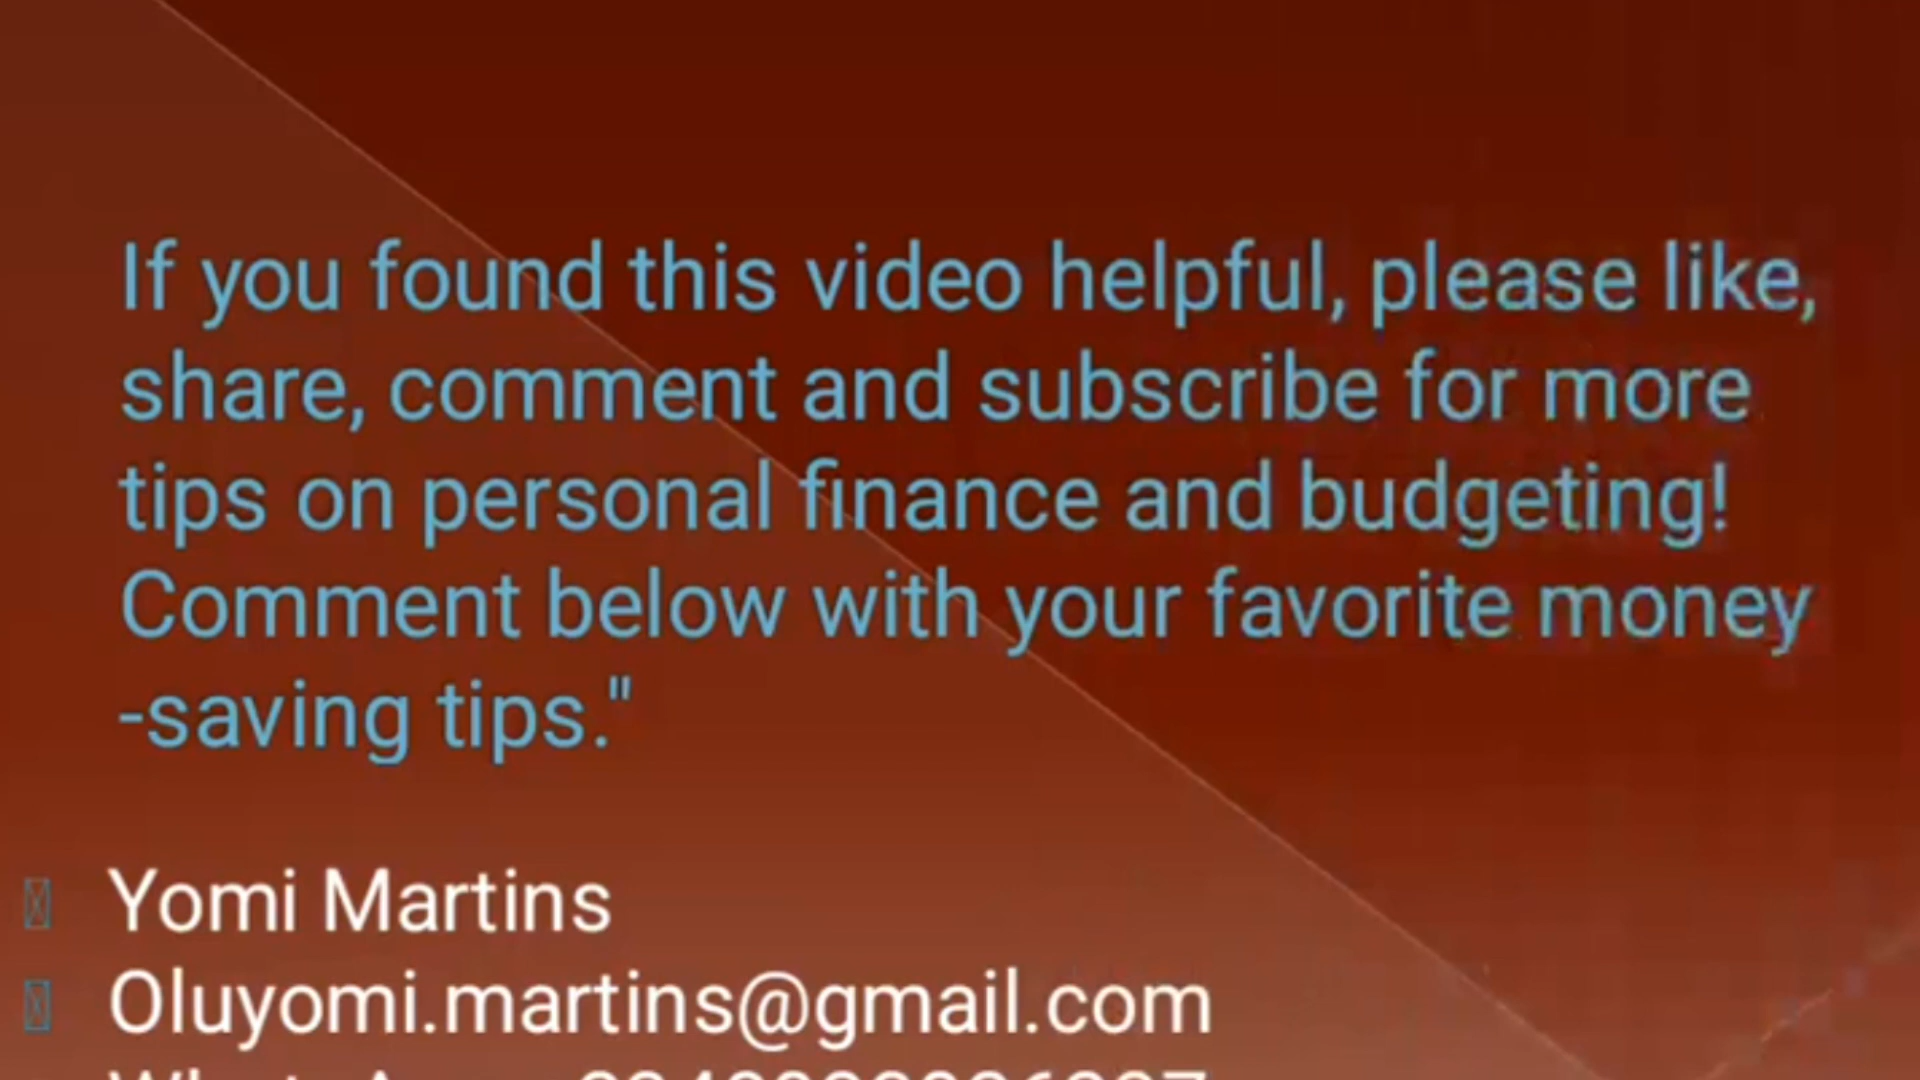 If you found this video helpful, please like,
share, comment and subscribe for more
tips on personal finance and budgeting!
Comment below with your favorite money
-saving tips."
Yomi Martins
Oluyomi.martins@gmail.com